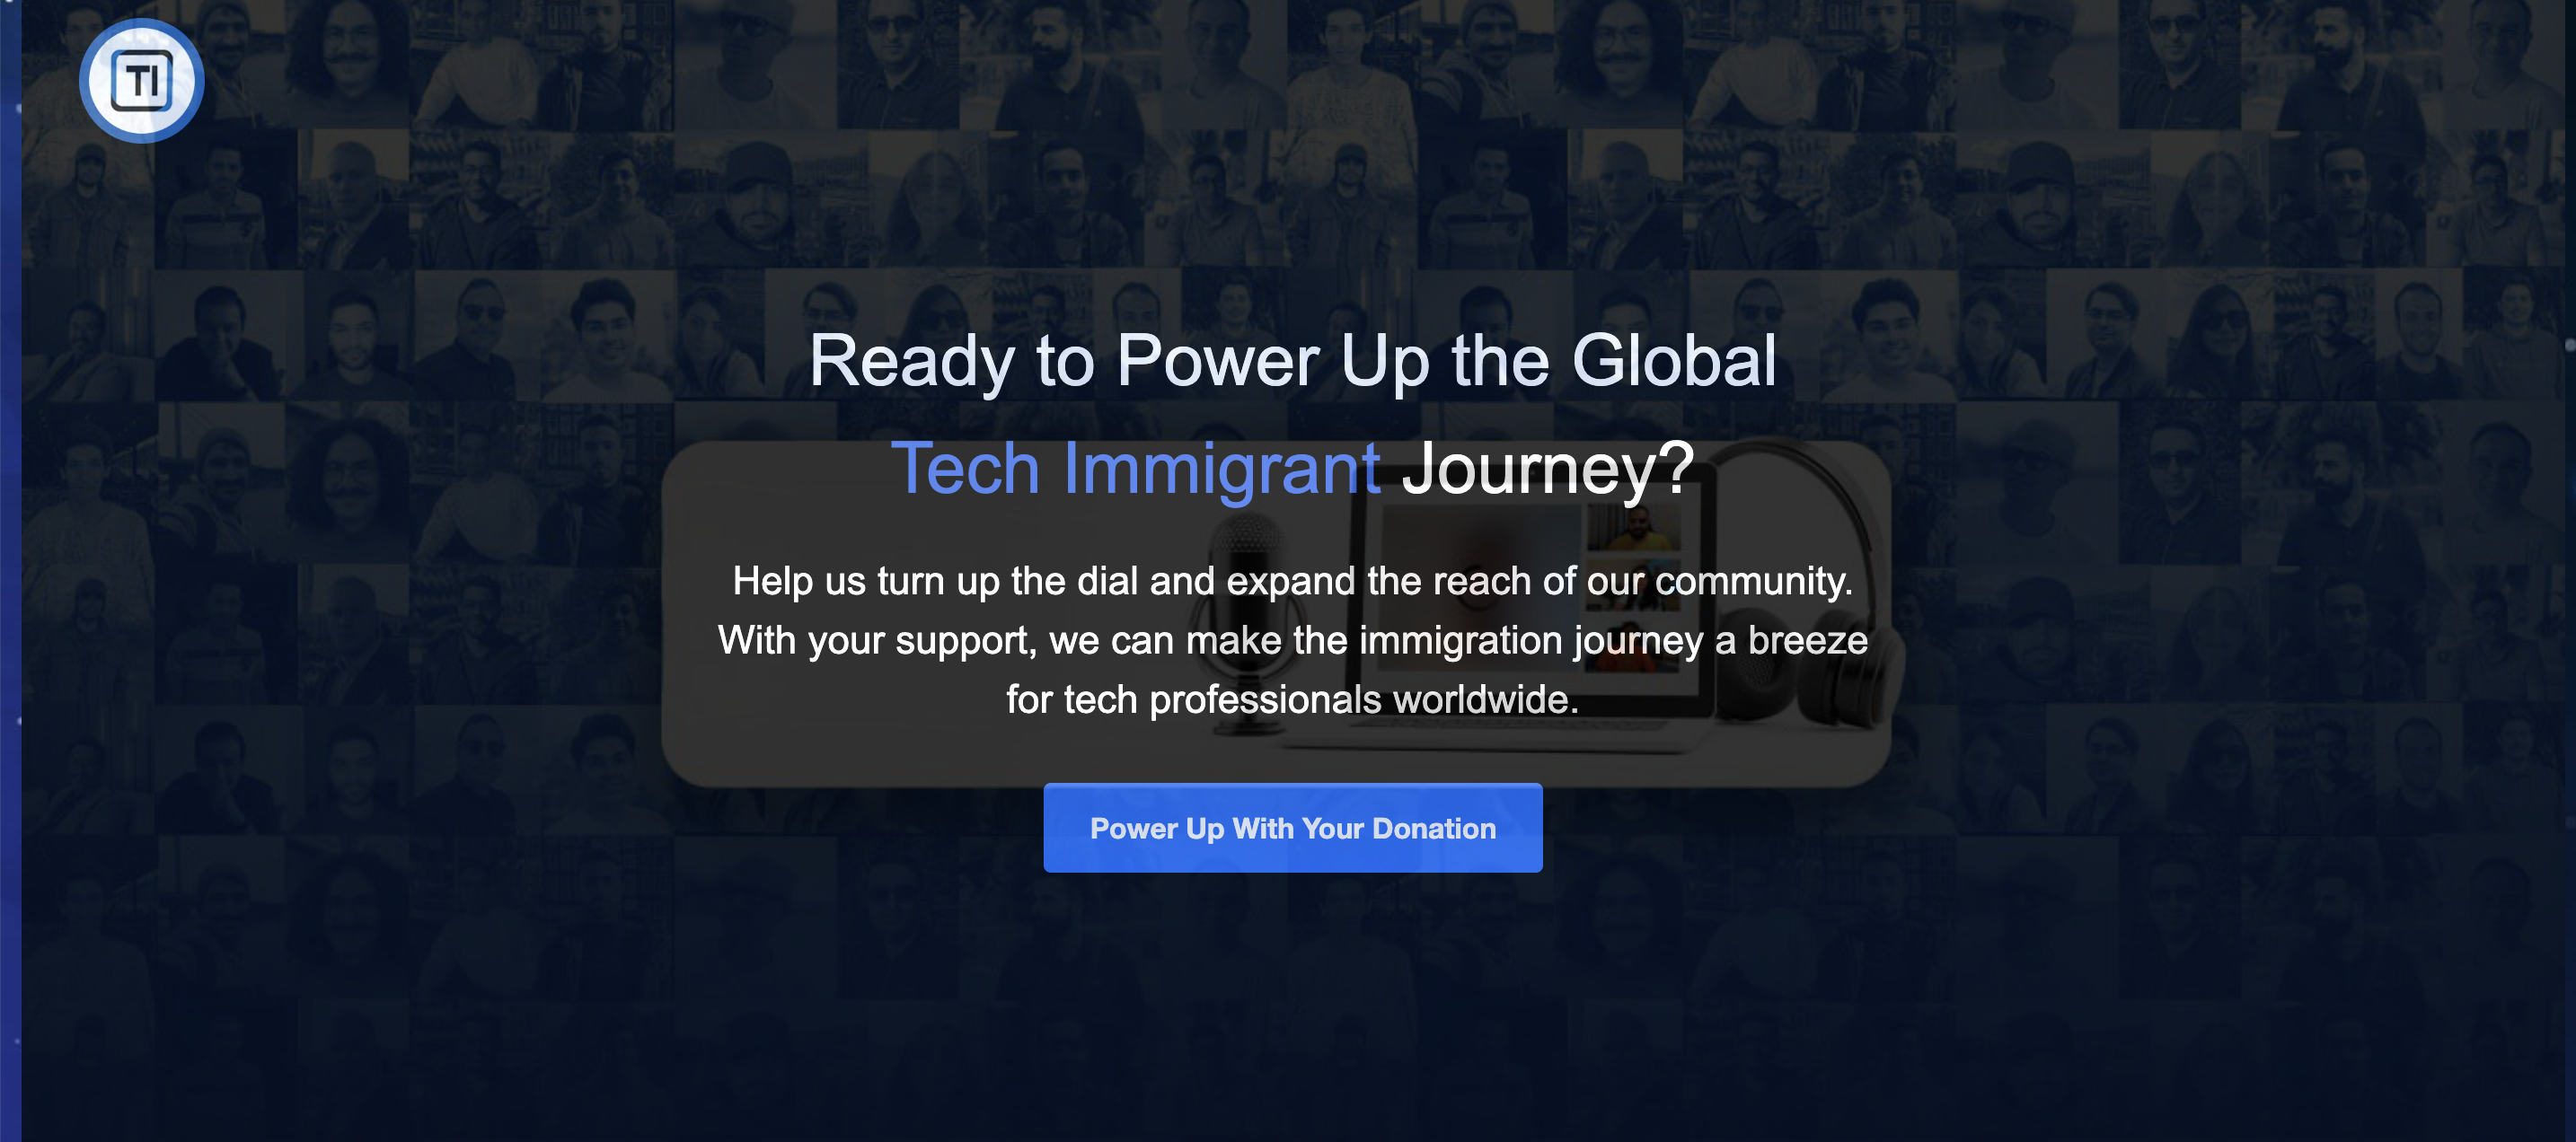 TI
Ready to Power Up the Global
Tech Immigrant Journey?
Help us turn up the dial and expand the reach of our community.
With your support, we can make the immigration journey a breeze
for tech professionals worldwide.
Power Up With Your Donation